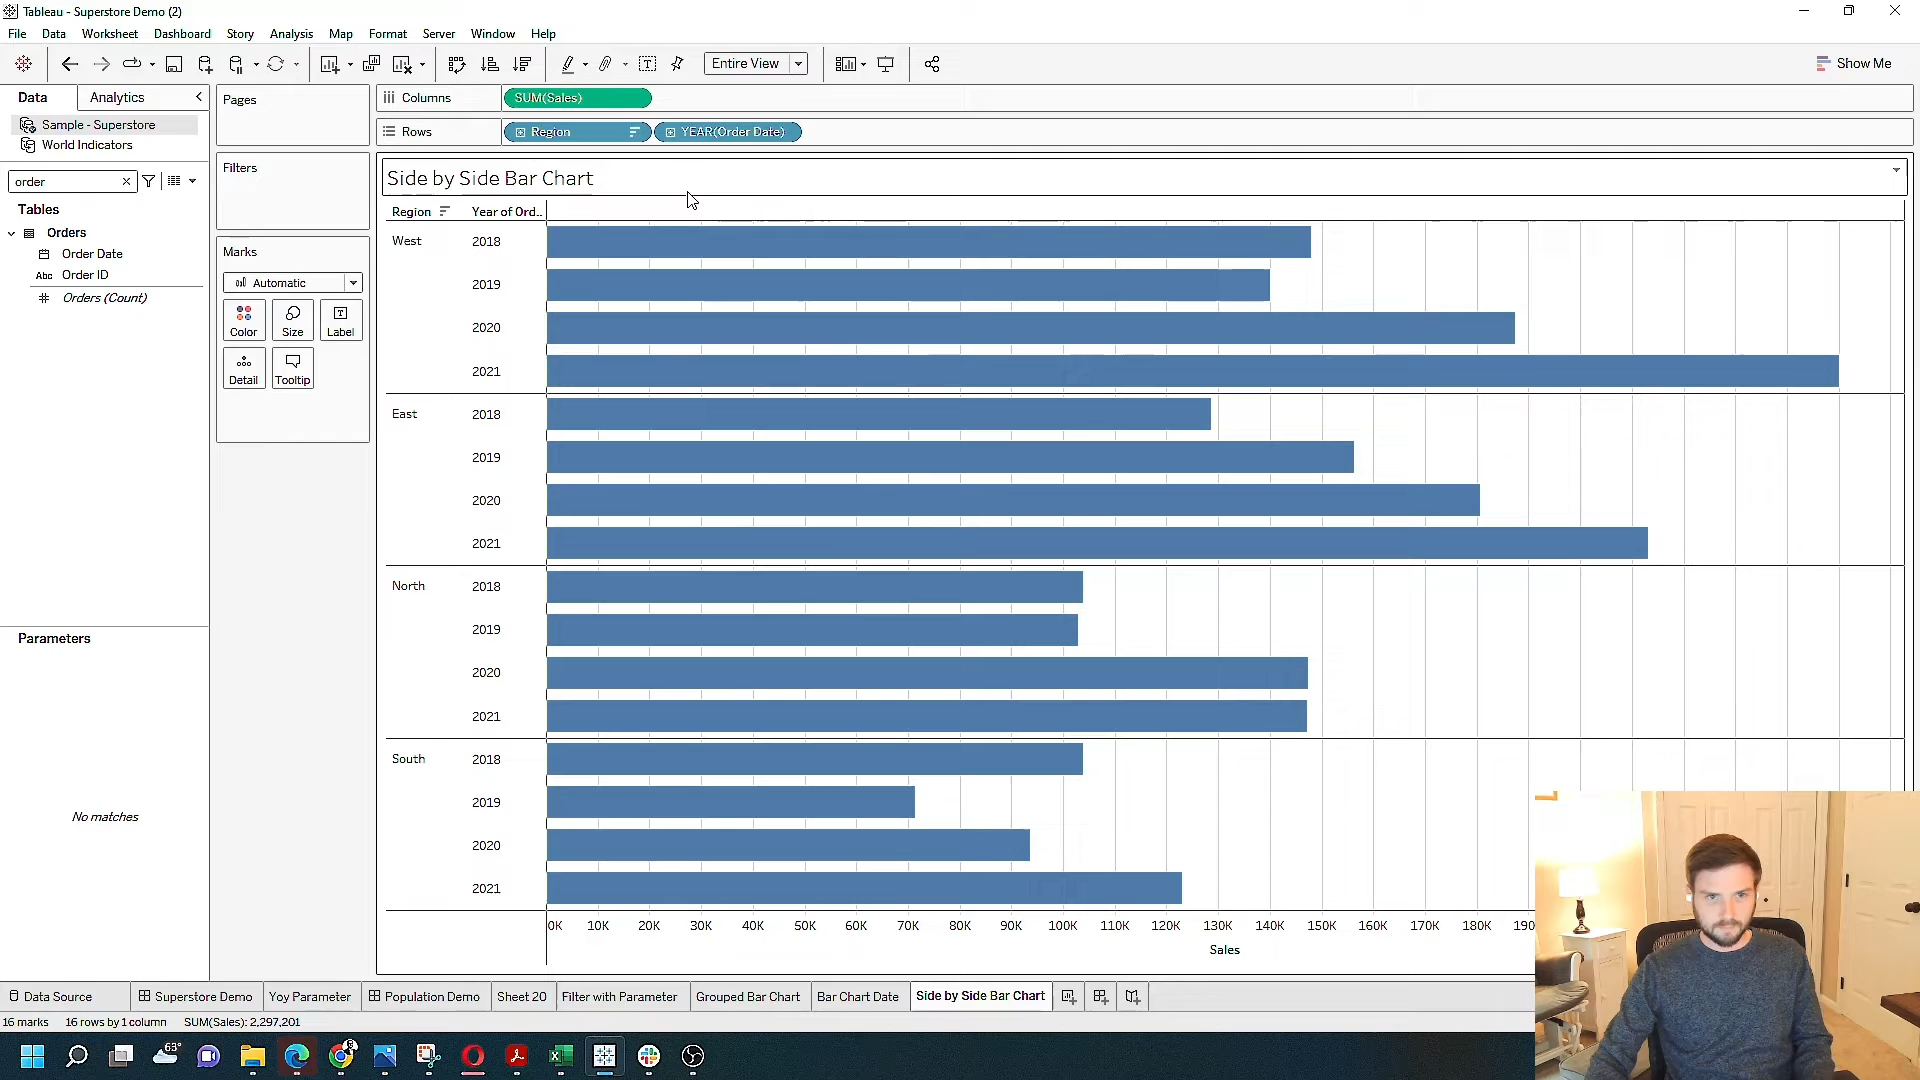 Tableau - Superstore Demo (2)
File Data Worksheet Dashboard Story Analysis Map Format Server Window Help
Entire View
Show Me
Data Analytics
Sample - Superstore
World Indicators
order
Tables
Orders
Order Date
Abc Order ID
Orders (Count)
Parameters
No matches
Pages
Filters
Marks
Automatic
Color Size Label
Detail Tooltip
Columns SUM(Sales)
Rows Region YEAR(Order Date)
Side by Side Bar Chart
Region Year of Ord..
West 2018
2019
2020
2021
East 2018
2019
2020
2021
North 2018
2019
2020
2021
South 2018
2019
2020
2021
0K 10K 20K 30K 40K 50K 60K 70K 80K 90K 100K 110K 120K 130K 140K 150K 160K 170K 180K 190
Sales
Data Source Superstore Demo Yoy Parameter Population Demo Sheet 20 Filter with Parameter Grouped Bar Chart Bar Chart Date Side by Side Bar Chart
16 marks 16 rows by 1 column SUM(Sales): 2,297,201
63°